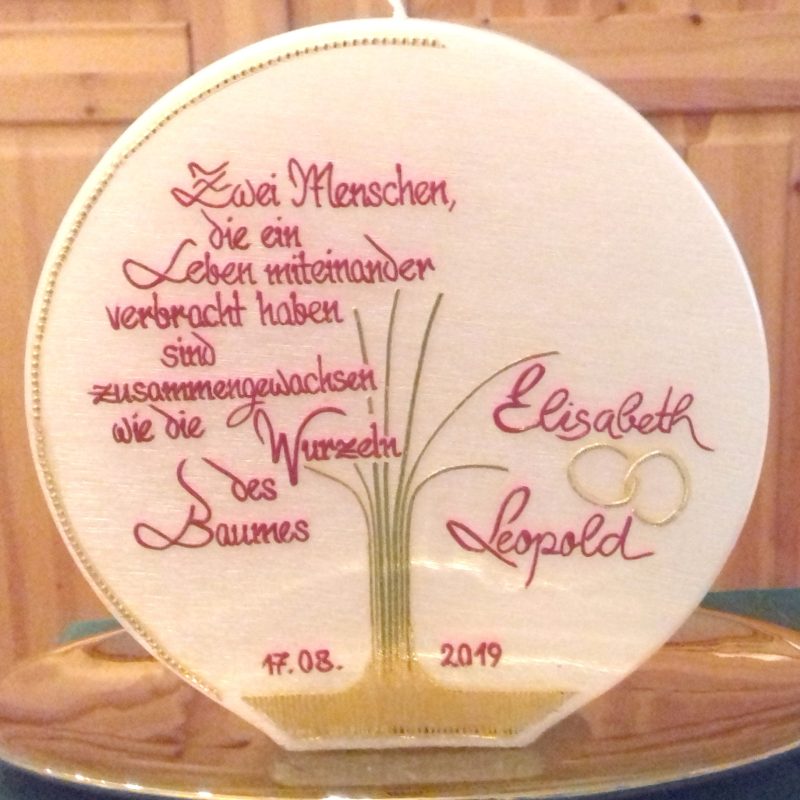 Zwei Menschen,
die ein
Leben miteinander
verbracht haben
sind
zusammengewachsen
wie die Wurzeln
des
Baumes
Elisabeth
Leopold
17.08. 2019